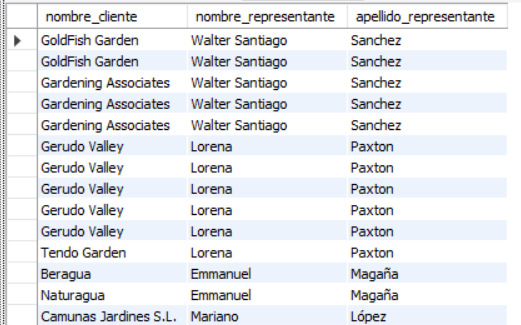 nombre_cliente nombre_representante apellido_representante
GoldFish Garden Walter Santiago Sanchez
GoldFish Garden Walter Santiago Sanchez
Gardening Associates Walter Santiago Sanchez
Gardening Associates Walter Santiago Sanchez
Gardening Associates Walter Santiago Sanchez
Gerudo Valley Lorena Paxton
Gerudo Valley Lorena Paxton
Gerudo Valley Lorena Paxton
Gerudo Valley Lorena Paxton
Gerudo Valley Lorena Paxton
Tendo Garden Lorena Paxton
Beragua Emmanuel Magaña
Naturagua Emmanuel Magaña
Camunas Jardines S.L. Mariano López